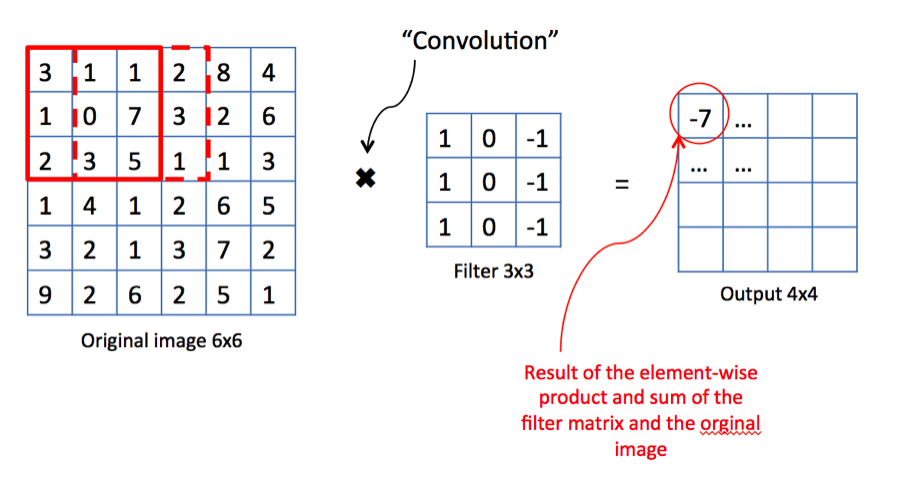 “Convolution”
3 1 1 2 8 4
1 0 7 3 2 6
2 3 5 1 1 3
1 4 1 2 6 5
3 2 1 3 7 2
9 2 6 2 5 1
Original image 6x6
✖
1 0 -1
1 0 -1
1 0 -1
Filter 3x3
=
-7 ...
... ...
Output 4x4
Result of the element-wise
product and sum of the
filter matrix and the orginal
image